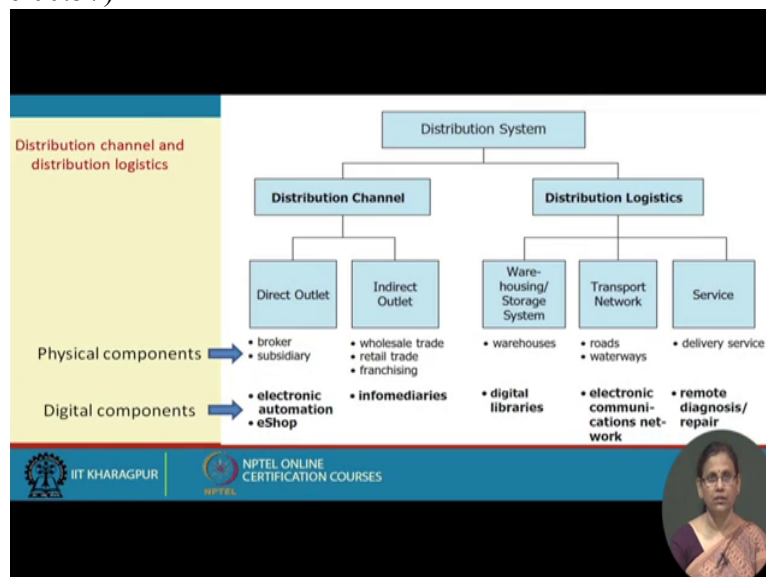 Distribution channel and
distribution logistics
Distribution System
Distribution Channel
Distribution Logistics
Direct Outlet
Indirect
Outlet
Ware-
housing/
Storage
System
Transport
Network
Service
Physical components
• broker
• subsidiary
• wholesale trade
• retail trade
• franchising
• warehouses
• roads
• waterways
• delivery service
Digital components
• electronic
automation
• eShop
• infomediaries
• digital
libraries
• electronic
communi-
cations net-
work
• remote
diagnosis/
repair
IIT KHARAGPUR
NPTEL
NPTEL ONLINE
CERTIFICATION COURSES